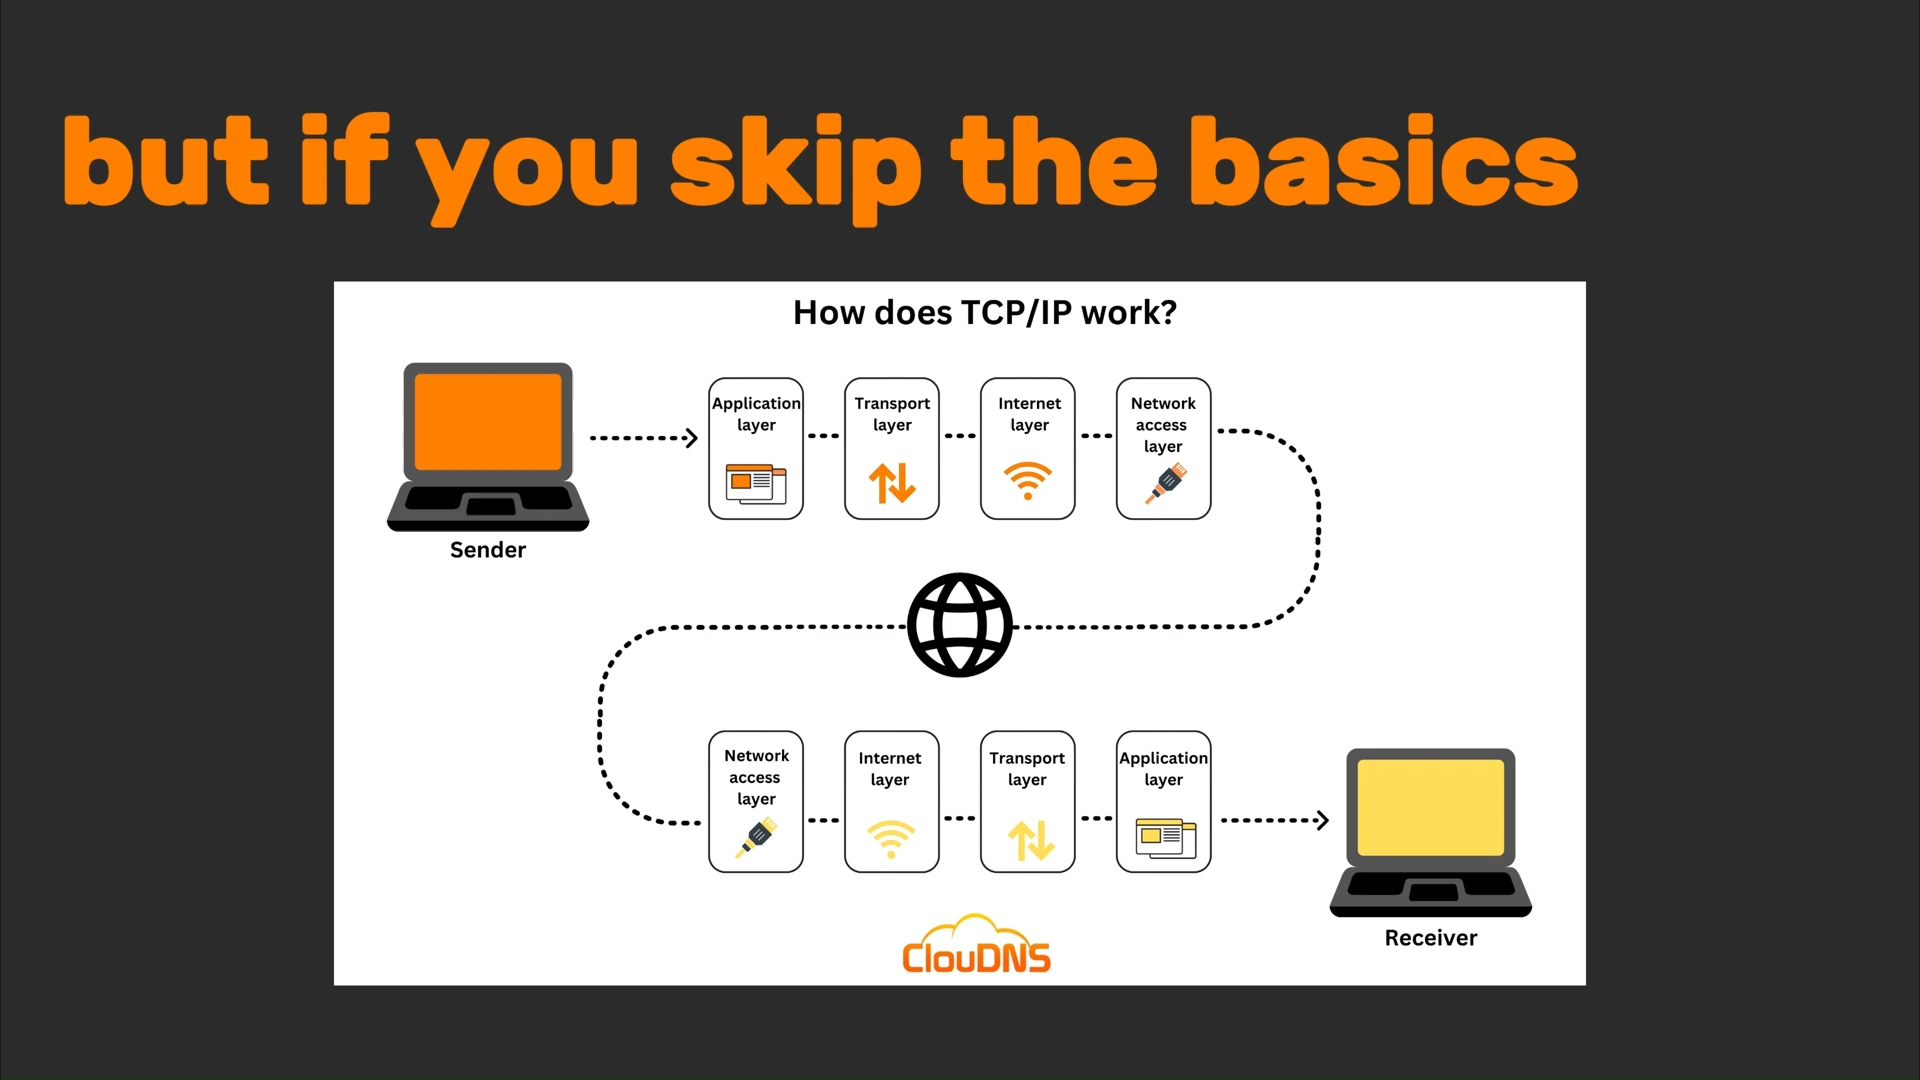 but if you skip the basics
How does TCP/IP work?
Application
layer
Transport
layer
Internet
layer
Network
access
layer
Sender
Network
access
layer
Internet
layer
Transport
layer
Application
layer
Receiver
ClouDNS